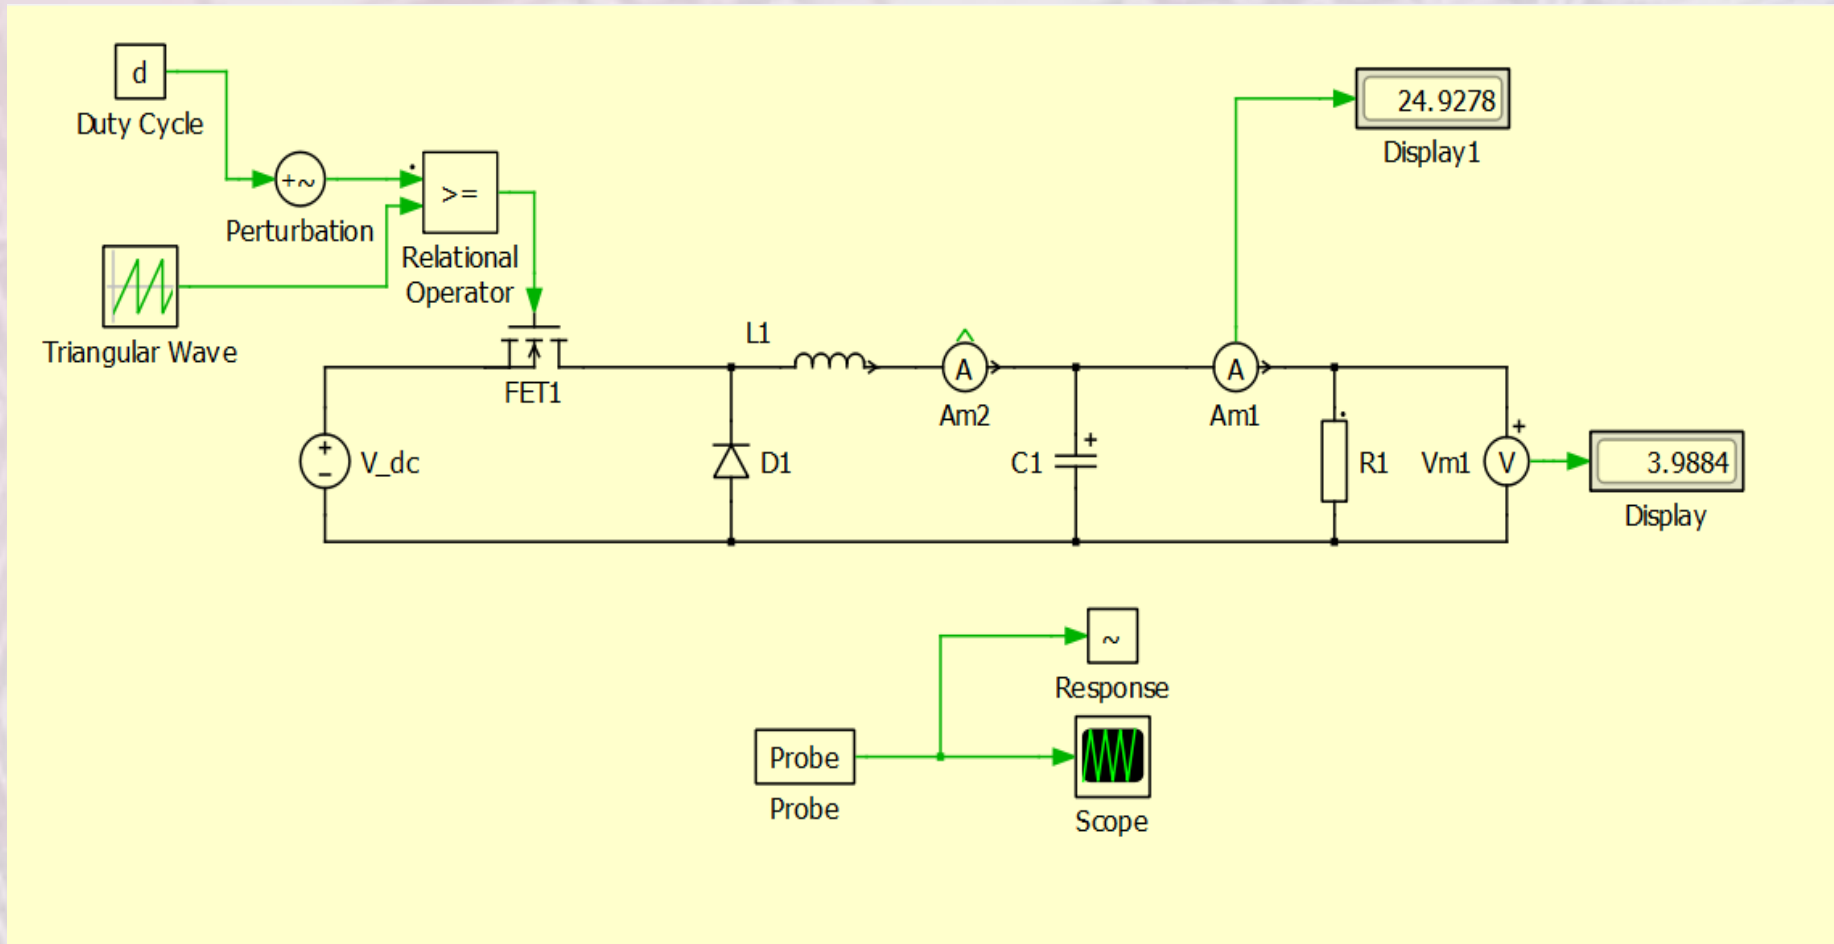 d
Duty Cycle
24.9278
Display1
+~
Perturbation
>=
Relational
Operator
Triangular Wave
FET1
L1
A
Am2
A
Am1
V_dc
D1
C1
R1
Vm1
V
3.9884
Display
~
Response
Probe
Probe
Scope